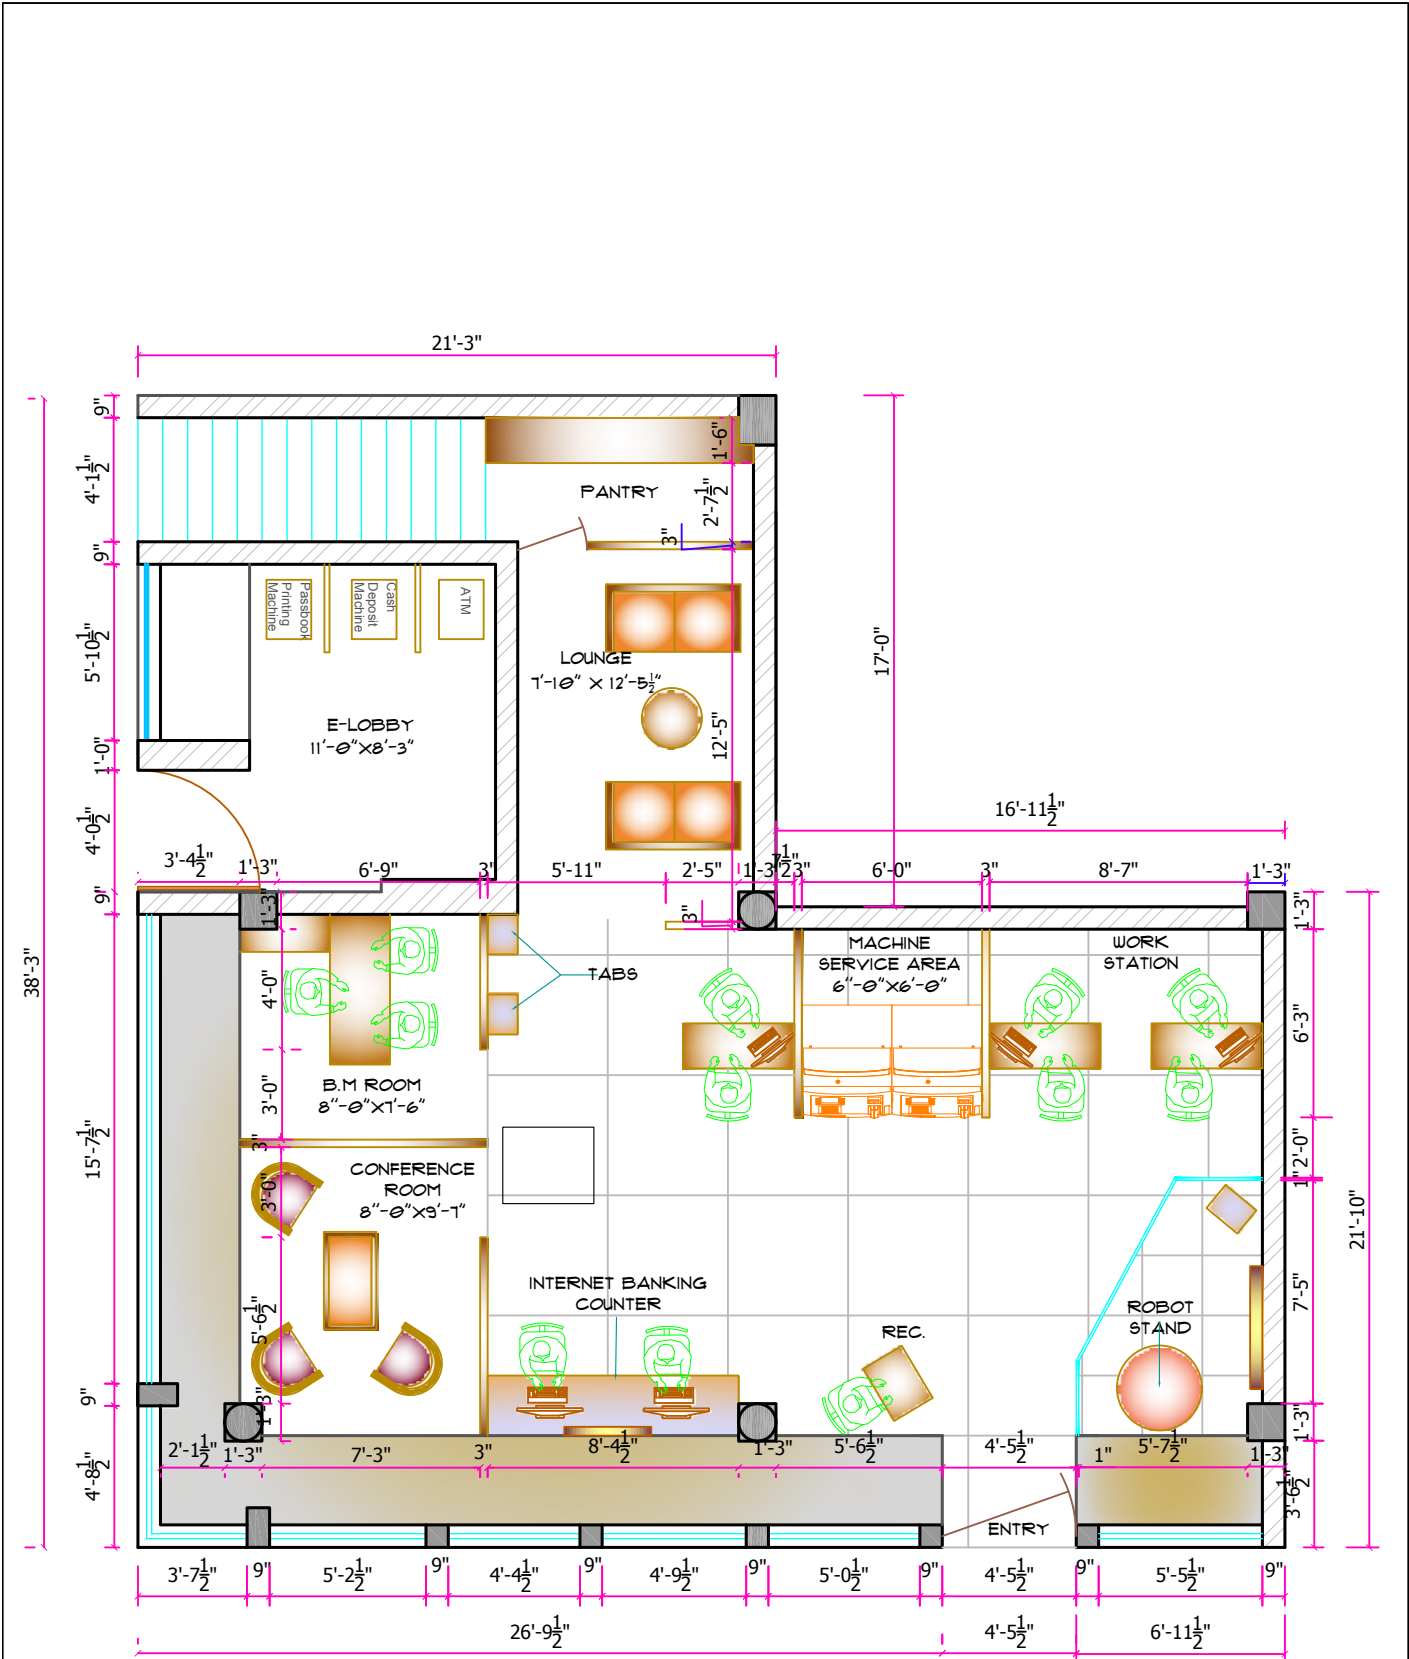 21'-3"
9"
4'-1½"
9"
5'-10½"
1'-0"
4'-0½"
9"
38'-3"
15'-7½"
9"
4'-8½"
1'-6"
2'-7½"
3"
PANTRY
17'-0"
Passbook
Printing
Machine
Cash
Deposit
Machine
ATM
LOUNGE
7'-10" X 12'-5½"
12'-5"
E-LOBBY
11'-0"X8'-3"
16'-11½"
3'-4½"
1'-3"
6'-9"
3"
5'-11"
2'-5"
1'-3"
7½"
3"
6'-0"
3"
8'-7"
1'-3"
1'-3"
3"
1'-3"
MACHINE
SERVICE AREA
6"-0"X6'-0"
WORK
STATION
TABS
4'-0"
6'-3"
B.M ROOM
8"-0"X7'-6"
3'-0"
3"
2'-0"
1"
CONFERENCE
ROOM
8"-0"X9'-7"
3'-0"
21'-10"
INTERNET BANKING
COUNTER
7'-5"
5'-6½"
REC.
ROBOT
STAND
1'-3"
1'-3"
2'-1½"
1'-3"
7'-3"
3"
8'-4½"
1'-3"
5'-6½"
4'-5½"
1"
5'-7½"
1'-3"
3'-6½"
ENTRY
3'-7½"
9"
5'-2½"
9"
4'-4½"
9"
4'-9½"
9"
5'-0½"
9"
4'-5½"
9"
5'-5½"
9"
26'-9½"
4'-5½"
6'-11½"